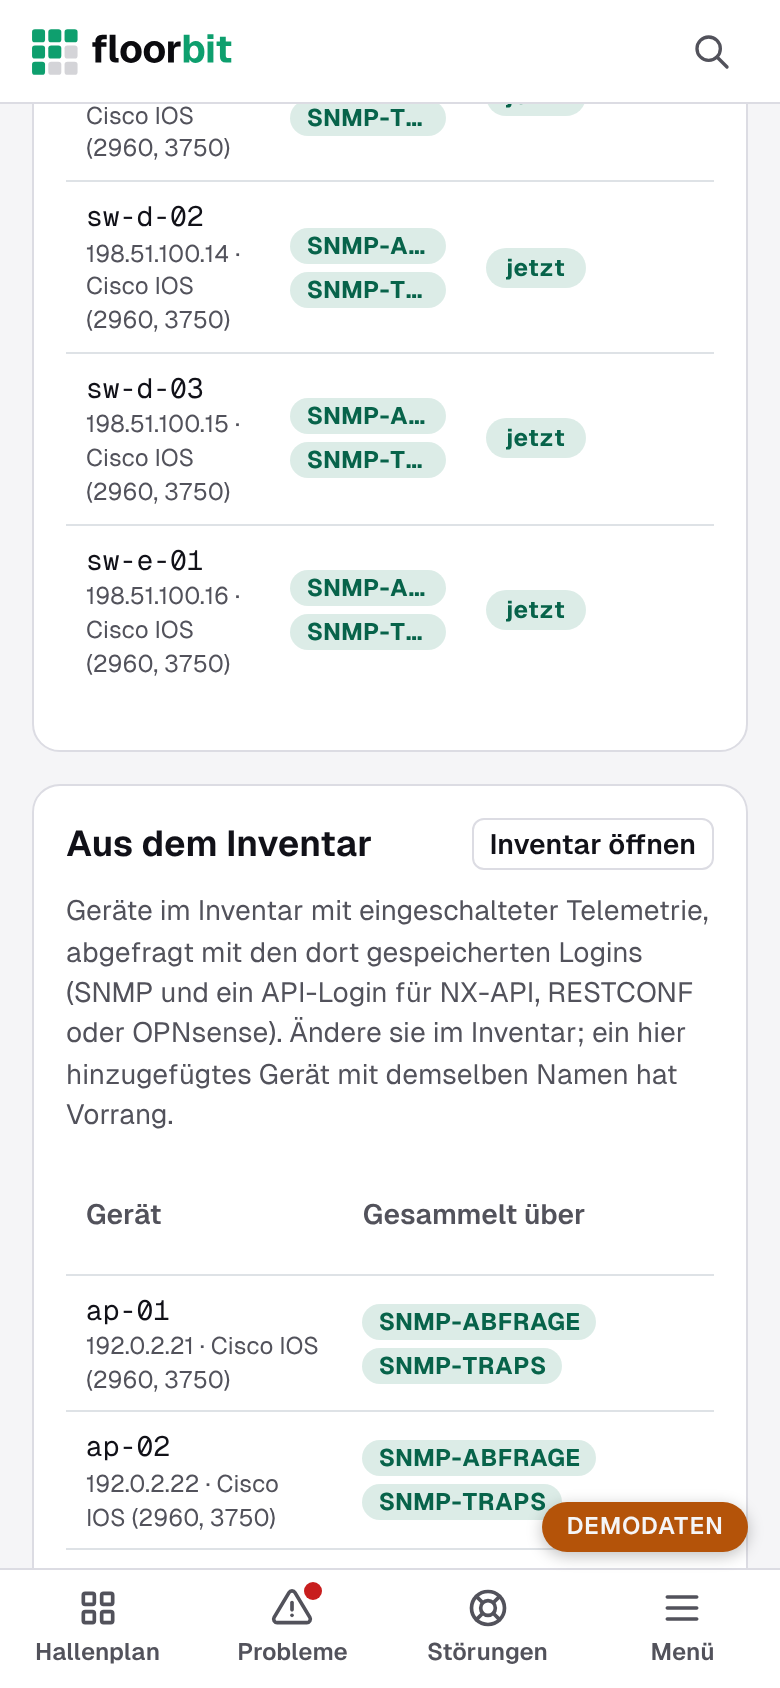 floorbit
Cisco IOS
(2960, 3750)
SNMP-T...
sw-d-02
198.51.100.14 ·
Cisco IOS
(2960, 3750)
SNMP-A...
SNMP-T...
jetzt
sw-d-03
198.51.100.15 ·
Cisco IOS
(2960, 3750)
SNMP-A...
SNMP-T...
jetzt
sw-e-01
198.51.100.16 ·
Cisco IOS
(2960, 3750)
SNMP-A...
SNMP-T...
jetzt
Aus dem Inventar
Inventar öffnen
Geräte im Inventar mit eingeschalteter Telemetrie,
abgefragt mit den dort gespeicherten Logins
(SNMP und ein API-Login für NX-API, RESTCONF
oder OPNsense). Ändere sie im Inventar; ein hier
hinzugefügtes Gerät mit demselben Namen hat
Vorrang.
Gerät
Gesammelt über
ap-01
192.0.2.21 · Cisco IOS
(2960, 3750)
SNMP-ABFRAGE
SNMP-TRAPS
ap-02
192.0.2.22 · Cisco
IOS (2960, 3750)
SNMP-ABFRAGE
SNMP-TRAPS
DEMODATEN
Hallenplan
Probleme
Störungen
Menü